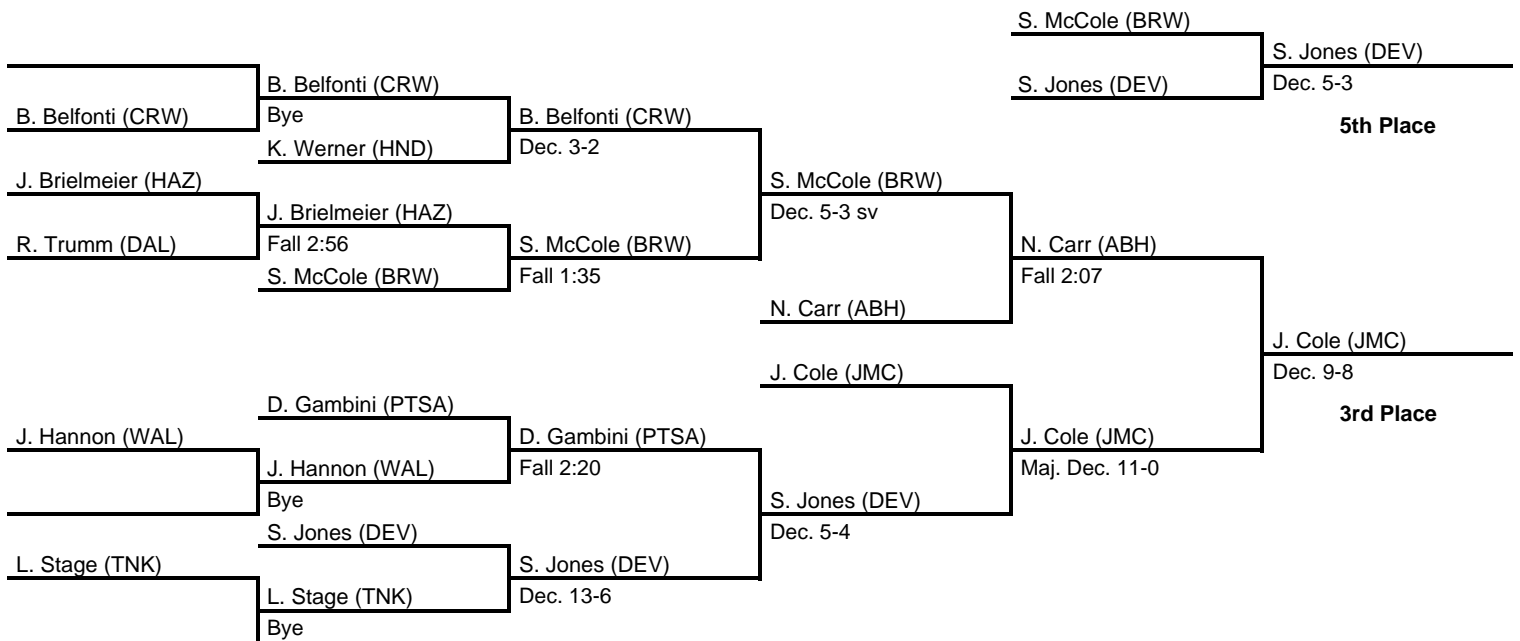 S. McCole (BRW)
S. Jones (DEV)
B. Belfonti (CRW)
S. Jones (DEV)
Dec. 5-3
B. Belfonti (CRW)
Bye
B. Belfonti (CRW)
5th Place
K. Werner (HND)
Dec. 3-2
J. Brielmeier (HAZ)
S. McCole (BRW)
J. Brielmeier (HAZ)
Dec. 5-3 sv
R. Trumm (DAL)
Fall 2:56
S. McCole (BRW)
N. Carr (ABH)
S. McCole (BRW)
Fall 1:35
Fall 2:07
N. Carr (ABH)
J. Cole (JMC)
J. Cole (JMC)
Dec. 9-8
D. Gambini (PTSA)
3rd Place
J. Hannon (WAL)
D. Gambini (PTSA)
J. Cole (JMC)
J. Hannon (WAL)
Fall 2:20
Maj. Dec. 11-0
Bye
S. Jones (DEV)
S. Jones (DEV)
Dec. 5-4
L. Stage (TNK)
S. Jones (DEV)
L. Stage (TNK)
Dec. 13-6
Bye